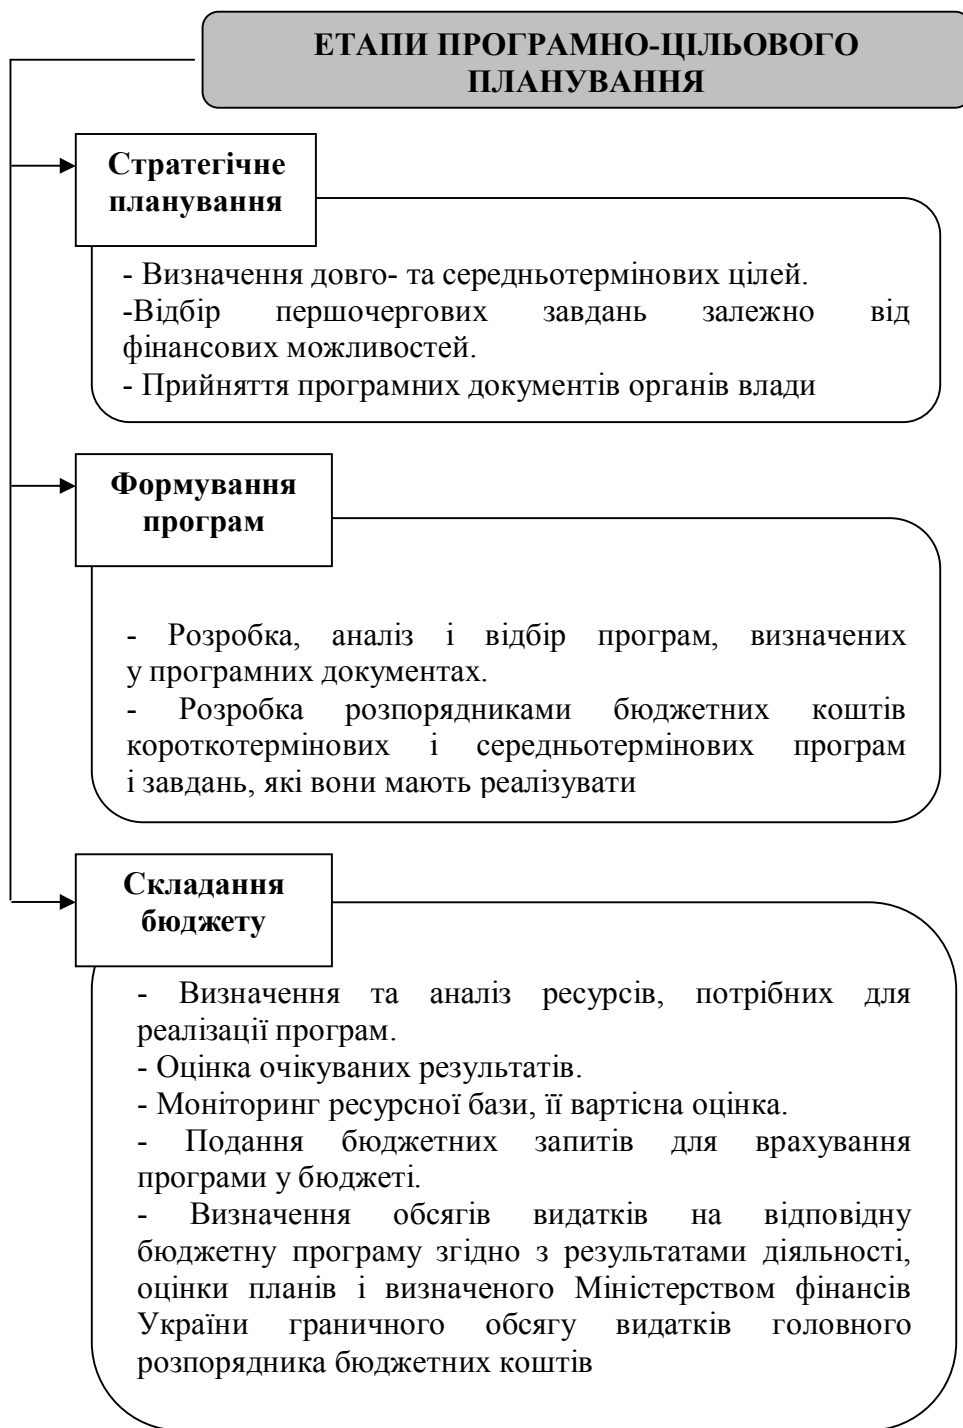 ЕТАПИ ПРОГРАМНО-ЦІЛЬОВОГО
ПЛАНУВАННЯ
Стратегічне
планування
- Визначення довго- та середньотермінових цілей.
-Відбір першочергових завдань залежно від
фінансових можливостей.
- Прийняття програмних документів органів влади
Формування
програм
- Розробка, аналіз і відбір програм, визначених
у програмних документах.
- Розробка розпорядниками бюджетних коштів
короткотермінових і середньотермінових програм
і завдань, які вони мають реалізувати
Складання
бюджету
- Визначення та аналіз ресурсів, потрібних для
реалізації програм.
- Оцінка очікуваних результатів.
- Моніторинг ресурсної бази, її вартісна оцінка.
- Подання бюджетних запитів для врахування
програми у бюджеті.
- Визначення обсягів видатків на відповідну
бюджетну програму згідно з результатами діяльності,
оцінки планів і визначеного Міністерством фінансів
України граничного обсягу видатків головного
розпорядника бюджетних коштів